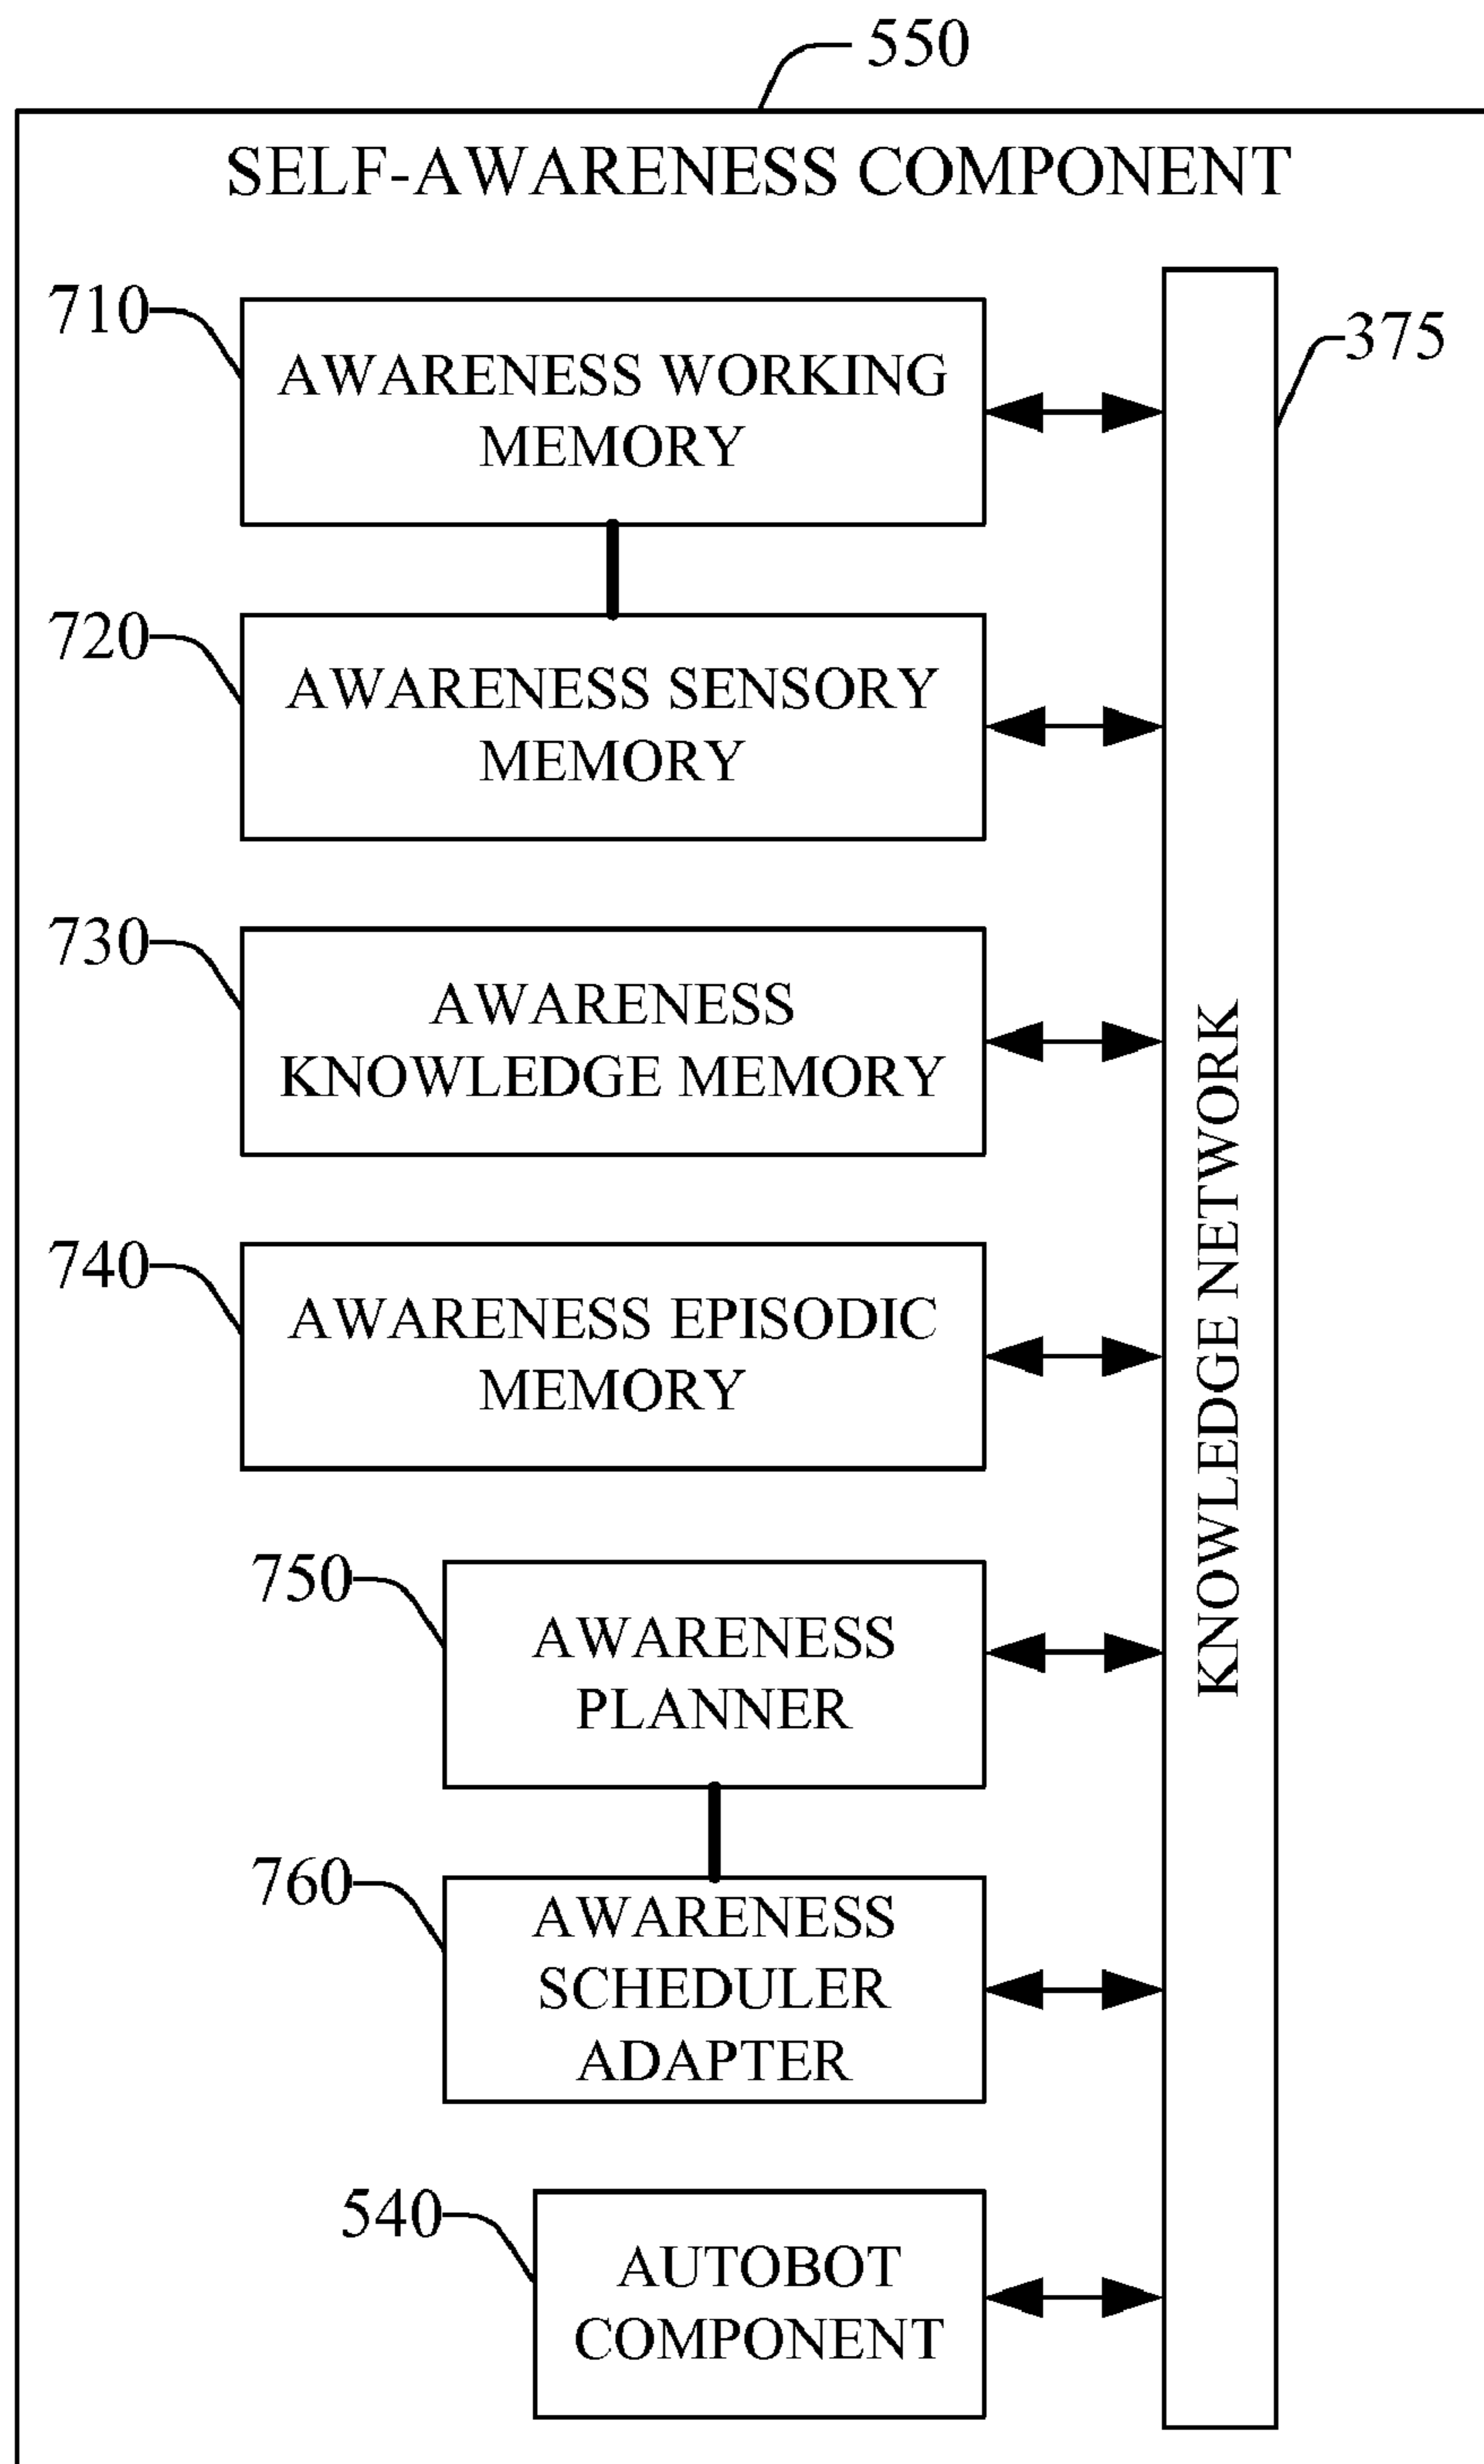 550
SELF-AWARENESS COMPONENT
710
AWARENESS WORKING
MEMORY
375
720
AWARENESS SENSORY
MEMORY
730
AWARENESS
KNOWLEDGE MEMORY
740
AWARENESS EPISODIC
MEMORY
KNOWLEDGE NETWORK
750
AWARENESS
PLANNER
760
AWARENESS
SCHEDULER
ADAPTER
540
AUTOBOT
COMPONENT